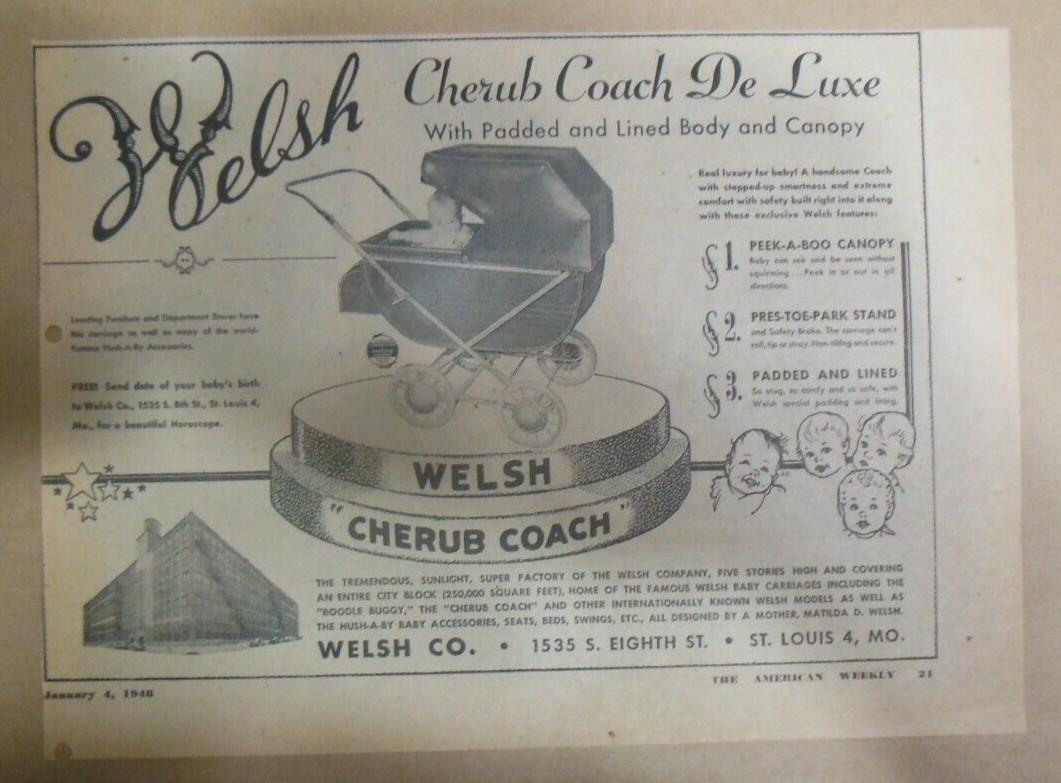 Welsh
Cherub Coach De Luxe
With Padded and Lined Body and Canopy
Real luxury for baby! A handsome Coach
with stepped-up smartness and extreme
comfort with safety built right into it along
with these exclusive Welsh features:
1. PEEK-A-BOO CANOPY
Baby can see and be seen without
squirming... Peek in or out in all
directions.
2. PRES-TOE-PARK STAND
and Safety Brake. The carriage can't
roll, tip or stray. Non-tilting and secure.
3. PADDED AND LINED
So snug, so comfy and so safe, with
Welsh special padding and lining.
Leading Furniture and Department Stores have
this carriage as well as many of the world-
famous Hush-A-By Accessories.
FREE! Send date of your baby's birth
to Welsh Co., 1535 S. 8th St., St. Louis 4,
Mo., for a beautiful Horoscope.
WELSH
"CHERUB COACH"
THE TREMENDOUS, SUNLIGHT, SUPER FACTORY OF THE WELSH COMPANY, FIVE STORIES HIGH AND COVERING
AN ENTIRE CITY BLOCK (250,000 SQUARE FEET), HOME OF THE FAMOUS WELSH BABY CARRIAGES INCLUDING THE
"BOODLE BUGGY," THE "CHERUB COACH" AND OTHER INTERNATIONALLY KNOWN WELSH MODELS AS WELL AS
THE HUSH-A-BY BABY ACCESSORIES, SEATS, BEDS, SWINGS, ETC., ALL DESIGNED BY A MOTHER, MATILDA D. WELSH.
WELSH CO. • 1535 S. EIGHTH ST. • ST. LOUIS 4, MO.
January 4, 1948
THE AMERICAN WEEKLY 21